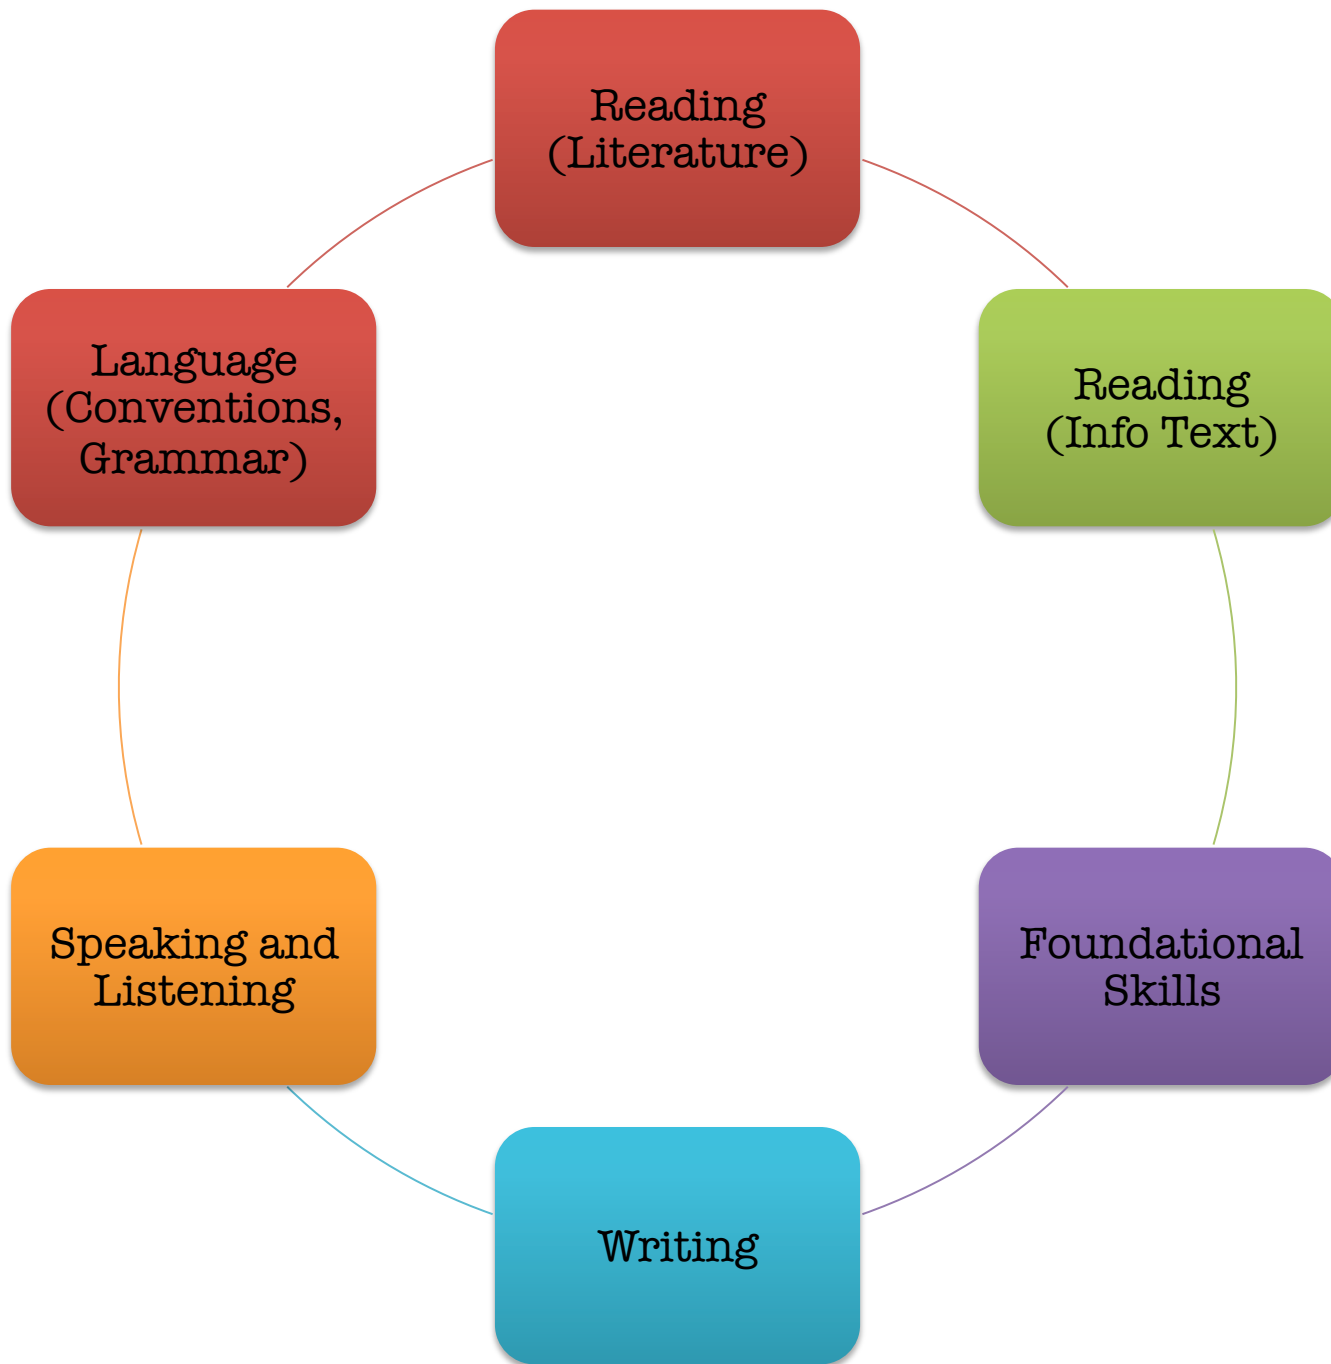 Reading
(Literature)
Reading
(Info Text)
Foundational
Skills
Writing
Speaking and
Listening
Language
(Conventions,
Grammar)